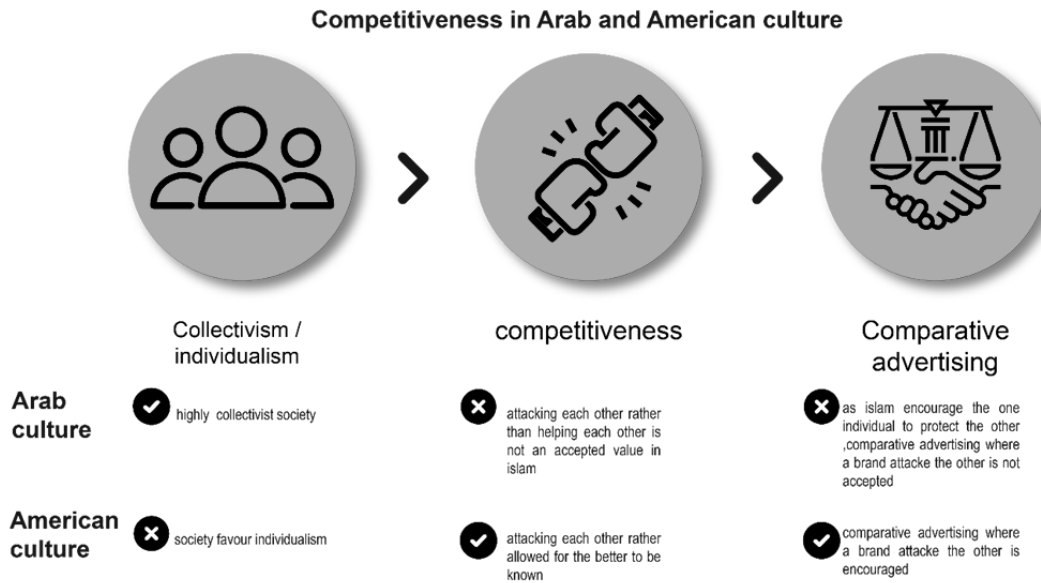 Competitiveness in Arab and American culture
Collectivism /
individualism
competitiveness
Comparative
advertising
Arab
culture
highly collectivist society
attacking each other rather
than helping each other is
not an accepted value in
islam
as islam encourage the one
individual to protect the other
,comparative advertising where
a brand attacke the other is not
accepted
American
culture
society favour individualism
attacking each other rather
allowed for the better to be
known
comparative advertising where
a brand attacke the other is
encouraged